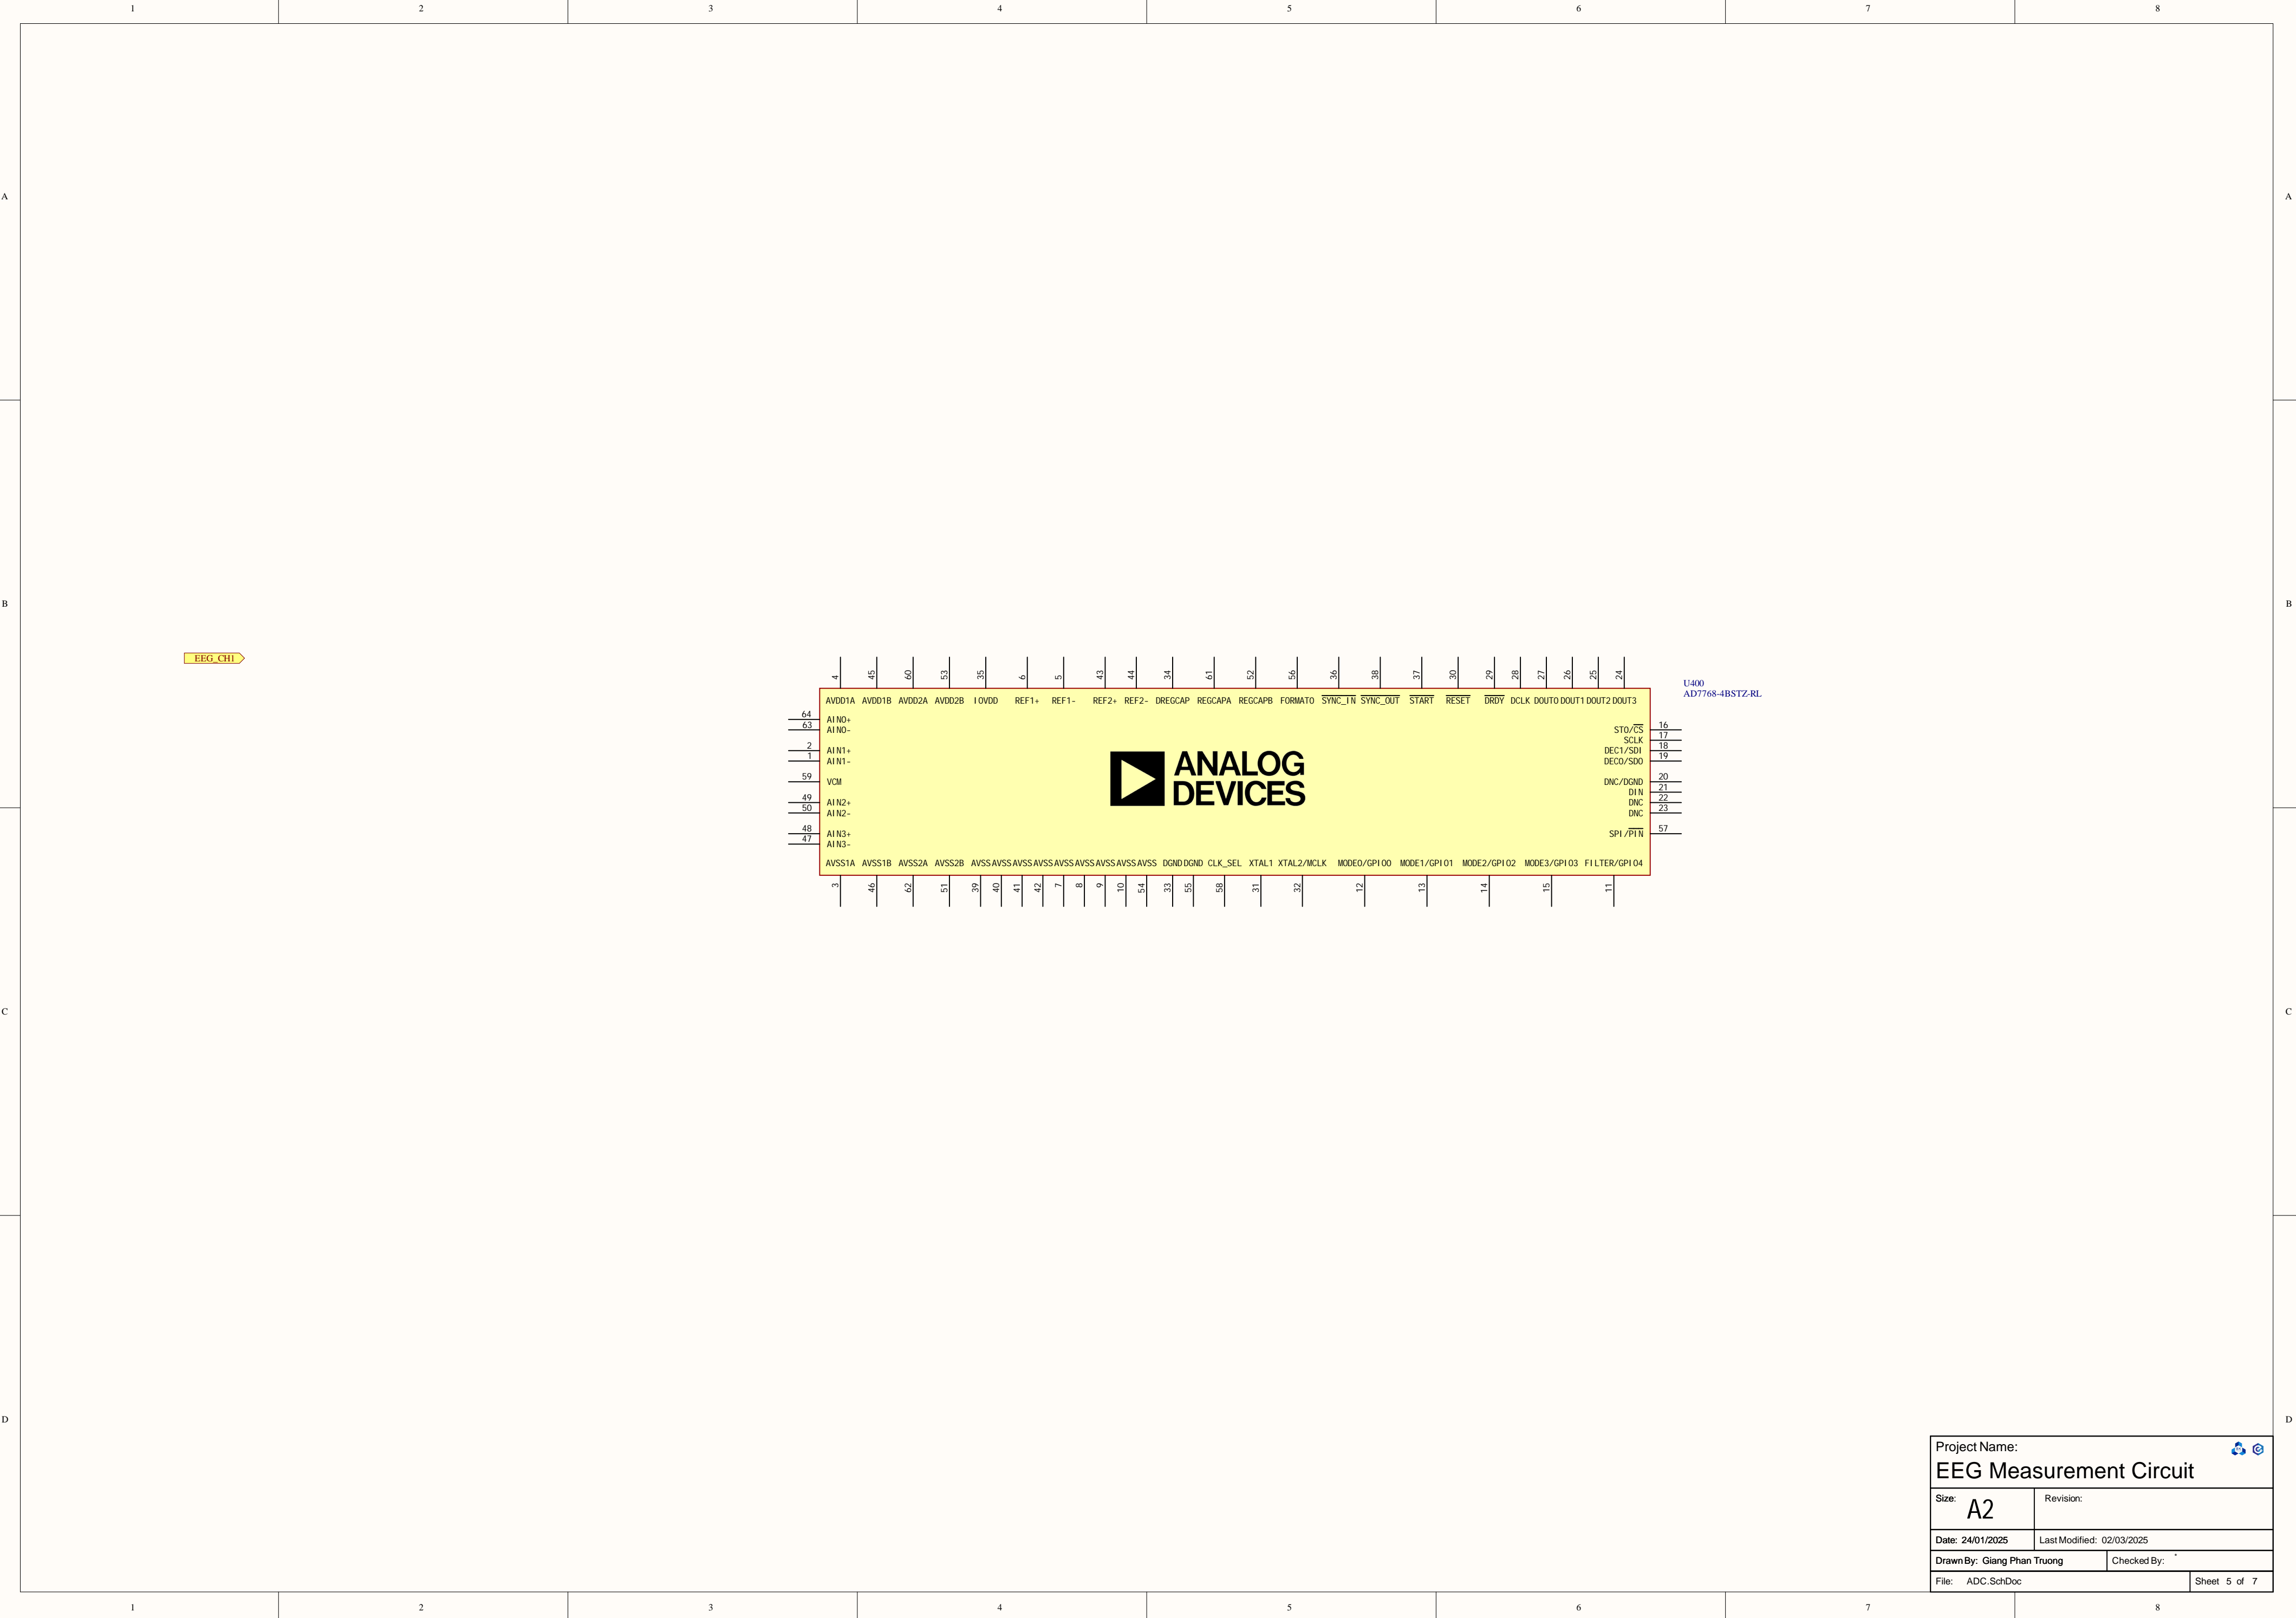 1 2 3 4 5 6 7 8
A A
B B
EEG_CH1
4 45 60 53 35 6 5 43 44 34 61 52 56 36 38 37 30 29 28 27 26 25 24
U400
AD7768-4BSTZ-RL
AVDD1A AVDD1B AVDD2A AVDD2B IOVDD REF1+ REF1- REF2+ REF2- DREGCAP REGCAPA REGCAPB FORMAT0 SYNC_IN SYNC_OUT START RESET DRDY DCLK DOUT0 DOUT1 DOUT2 DOUT3
64 AIN0+
63 AIN0-
2 AIN1+
1 AIN1-
59 VCM
49 AIN2+
50 AIN2-
48 AIN3+
47 AIN3-
ANALOG
DEVICES
ST0/CS 16
SCLK 17
DEC1/SDI 18
DEC0/SDO 19
DNC/DGND 20
DIN 21
DNC 22
DNC 23
SPI/PIN 57
AVSS1A AVSS1B AVSS2A AVSS2B AVSS AVSS AVSS AVSS AVSS AVSS AVSS AVSS AVSS DGND DGND CLK_SEL XTAL1 XTAL2/MCLK MODE0/GPIO0 MODE1/GPIO1 MODE2/GPIO2 MODE3/GPIO3 FILTER/GPIO4
3 46 62 51 39 40 41 42 7 8 9 10 54 33 55 58 31 32 12 13 14 15 11
C C
D D
Project Name:
EEG Measurement Circuit
Size: A2 Revision:
Date: 24/01/2025 Last Modified: 02/03/2025
Drawn By: Giang Phan Truong Checked By: *
File: ADC.SchDoc Sheet 5 of 7
1 2 3 4 5 6 7 8